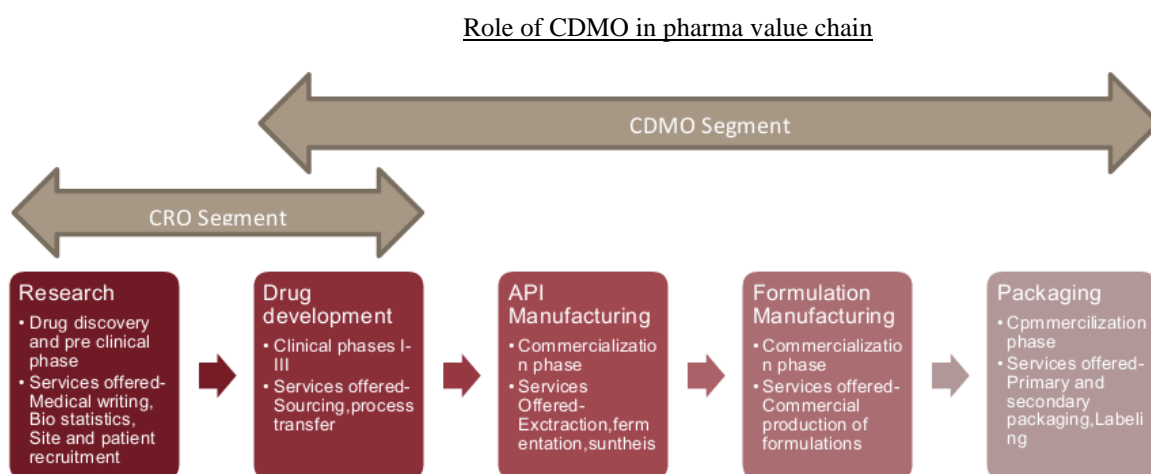 Role of CDMO in pharma value chain
CDMO Segment
CRO Segment
Research
• Drug discovery
and pre clinical
phase
• Services offered-
Medical writing,
Bio statistics,
Site and patient
recruitment
Drug
development
• Clinical phases I-
III
• Services offered-
Sourcing,process
transfer
API
Manufacturing
• Commercializatio
n phase
• Services
Offered-
Exctraction,ferm
entation,suntheis
Formulation
Manufacturing
• Commercializatio
n phase
• Services offered-
Commercial
production of
formulations
Packaging
• Cpmmercilization
phase
• Services offered-
Primary and
secondary
packaging,Labeli
ng